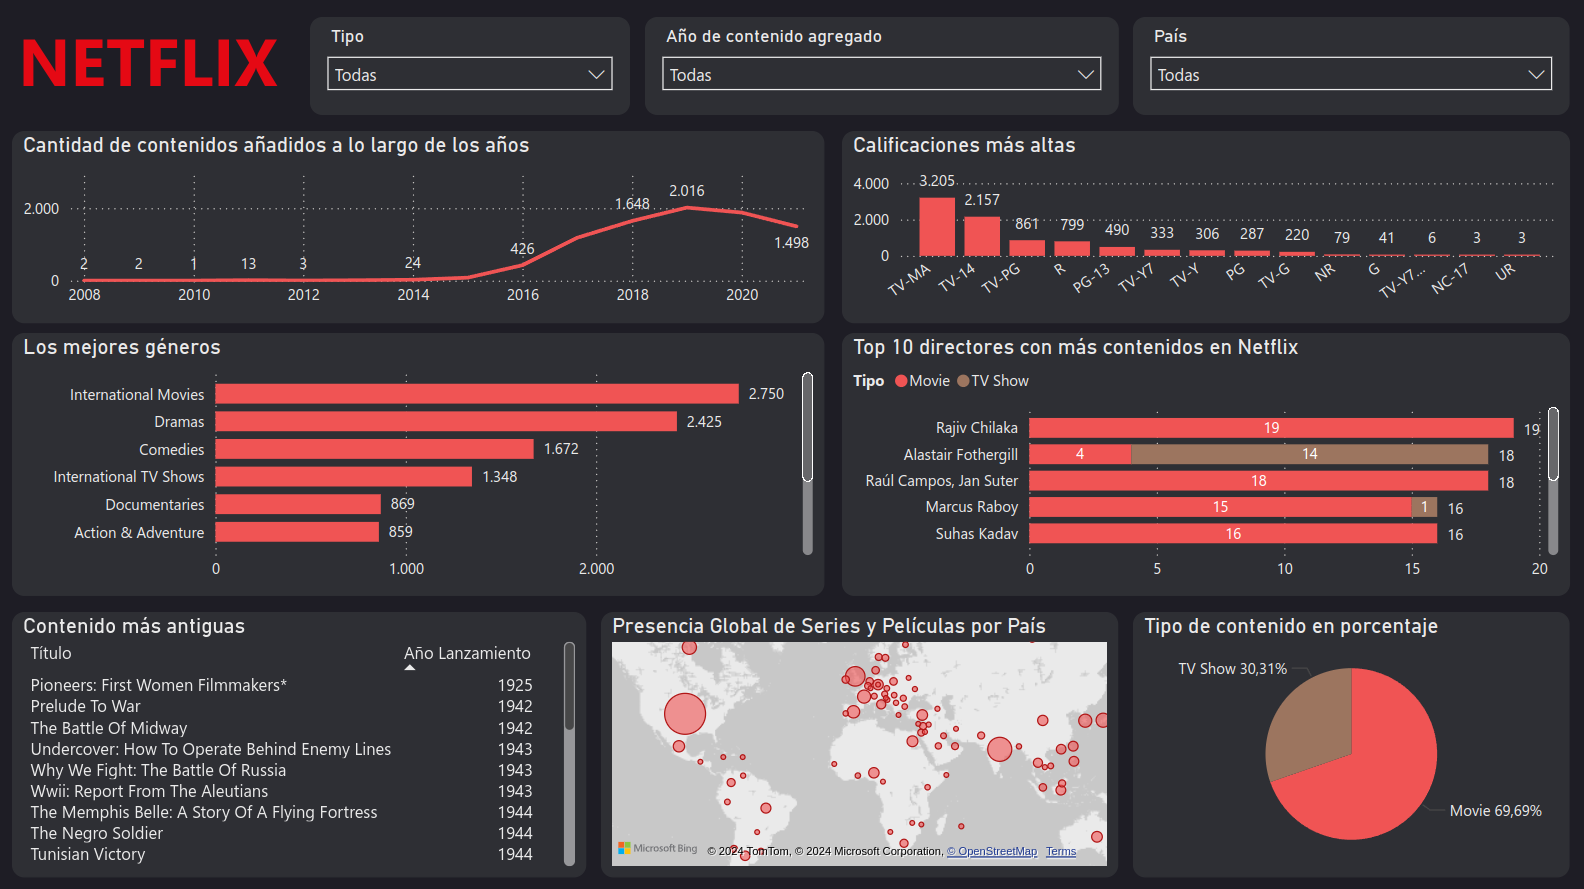 NETFLIX
Tipo
Todas
Año de contenido agregado
Todas
País
Todas
Cantidad de contenidos añadidos a lo largo de los años
2.000
0
2
2
1
13
3
24
426
1.648
2.016
1.498
2008
2010
2012
2014
2016
2018
2020
Calificaciones más altas
4.000
2.000
0
3.205
2.157
861
799
490
333
306
287
220
79
41
6
3
3
TV-MA
TV-14
TV-PG
R
PG-13
TV-Y7
TV-Y
PG
TV-G
NR
G
TV-Y7...
NC-17
UR
Los mejores géneros
International Movies 2.750
Dramas 2.425
Comedies 1.672
International TV Shows 1.348
Documentaries 869
Action & Adventure 859
0 1.000 2.000
Top 10 directores con más contenidos en Netflix
Tipo Movie TV Show
Rajiv Chilaka 19 19
Alastair Fothergill 4 14 18
Raúl Campos, Jan Suter 18 18
Marcus Raboy 15 1 16
Suhas Kadav 16 16
0 5 10 15 20
Contenido más antiguas
Título Año Lanzamiento
Pioneers: First Women Filmmakers* 1925
Prelude To War 1942
The Battle Of Midway 1942
Undercover: How To Operate Behind Enemy Lines 1943
Why We Fight: The Battle Of Russia 1943
Wwii: Report From The Aleutians 1943
The Memphis Belle: A Story Of A Flying Fortress 1944
The Negro Soldier 1944
Tunisian Victory 1944
Presencia Global de Series y Películas por País
Microsoft Bing
© 2024 TomTom, © 2024 Microsoft Corporation, © OpenStreetMap Terms
Tipo de contenido en porcentaje
TV Show 30,31%
Movie 69,69%